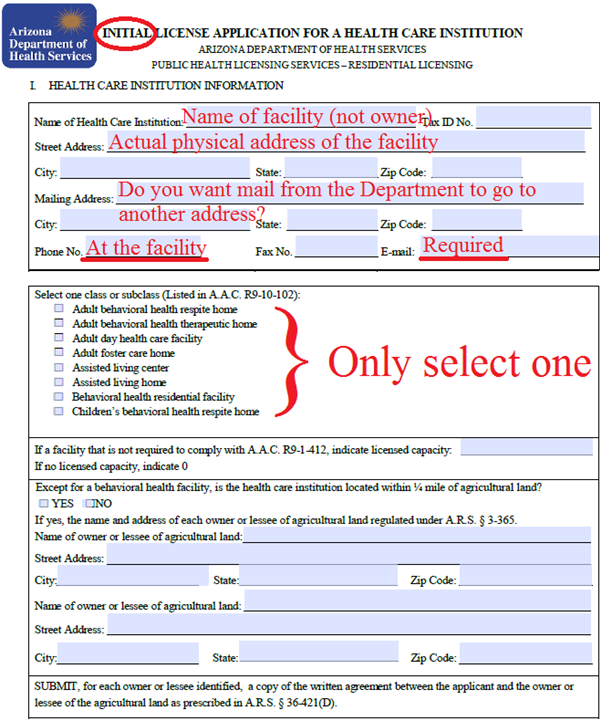 Arizona
Department of
Health Services
INITIAL LICENSE APPLICATION FOR A HEALTH CARE INSTITUTION
ARIZONA DEPARTMENT OF HEALTH SERVICES
PUBLIC HEALTH LICENSING SERVICES – RESIDENTIAL LICENSING
I. HEALTH CARE INSTITUTION INFORMATION
Name of Health Care Institution: Name of facility (not owner) Tax ID No.
Street Address: Actual physical address of the facility
City: State: Zip Code:
Mailing Address: Do you want mail from the Department to go to
another address?
City: State: Zip Code:
Phone No. At the facility Fax No. E-mail: Required
Select one class or subclass (Listed in A.A.C. R9-10-102):
Adult behavioral health respite home
Adult behavioral health therapeutic home
Adult day health care facility
Adult foster care home
Assisted living center
Assisted living home
Behavioral health residential facility
Children's behavioral health respite home
Only select one
If a facility that is not required to comply with A.A.C. R9-1-412, indicate licensed capacity:
If no licensed capacity, indicate 0
Except for a behavioral health facility, is the health care institution located within ¼ mile of agricultural land?
YES NO
If yes, the name and address of each owner or lessee of agricultural land regulated under A.R.S. § 3-365.
Name of owner or lessee of agricultural land:
Street Address:
City: State: Zip Code:
Name of owner or lessee of agricultural land:
Street Address:
City: State: Zip Code:
SUBMIT, for each owner or lessee identified, a copy of the written agreement between the applicant and the owner or
lessee of the agricultural land as prescribed in A.R.S. § 36-421(D).